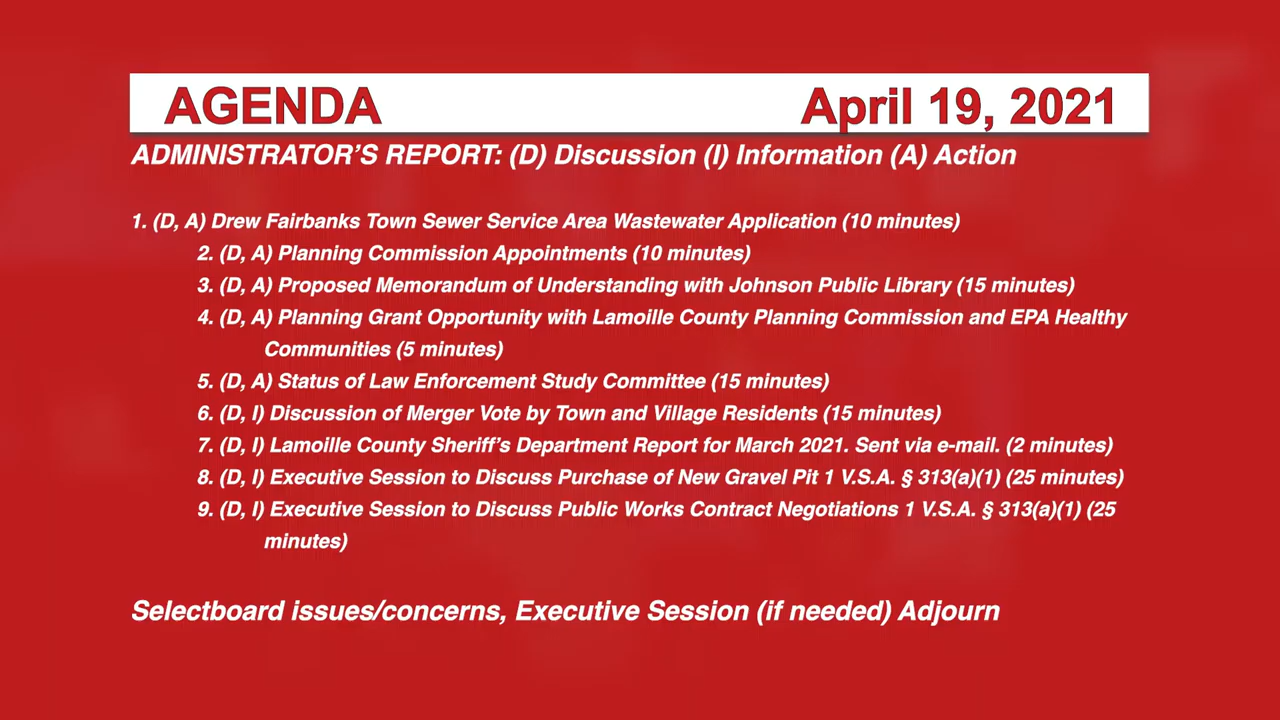 AGENDA April 19, 2021
ADMINISTRATOR'S REPORT: (D) Discussion (I) Information (A) Action
1. (D, A) Drew Fairbanks Town Sewer Service Area Wastewater Application (10 minutes)
2. (D, A) Planning Commission Appointments (10 minutes)
3. (D, A) Proposed Memorandum of Understanding with Johnson Public Library (15 minutes)
4. (D, A) Planning Grant Opportunity with Lamoille County Planning Commission and EPA Healthy
Communities (5 minutes)
5. (D, A) Status of Law Enforcement Study Committee (15 minutes)
6. (D, I) Discussion of Merger Vote by Town and Village Residents (15 minutes)
7. (D, I) Lamoille County Sheriff's Department Report for March 2021. Sent via e-mail. (2 minutes)
8. (D, I) Executive Session to Discuss Purchase of New Gravel Pit 1 V.S.A. § 313(a)(1) (25 minutes)
9. (D, I) Executive Session to Discuss Public Works Contract Negotiations 1 V.S.A. § 313(a)(1) (25
minutes)
Selectboard issues/concerns, Executive Session (if needed) Adjourn